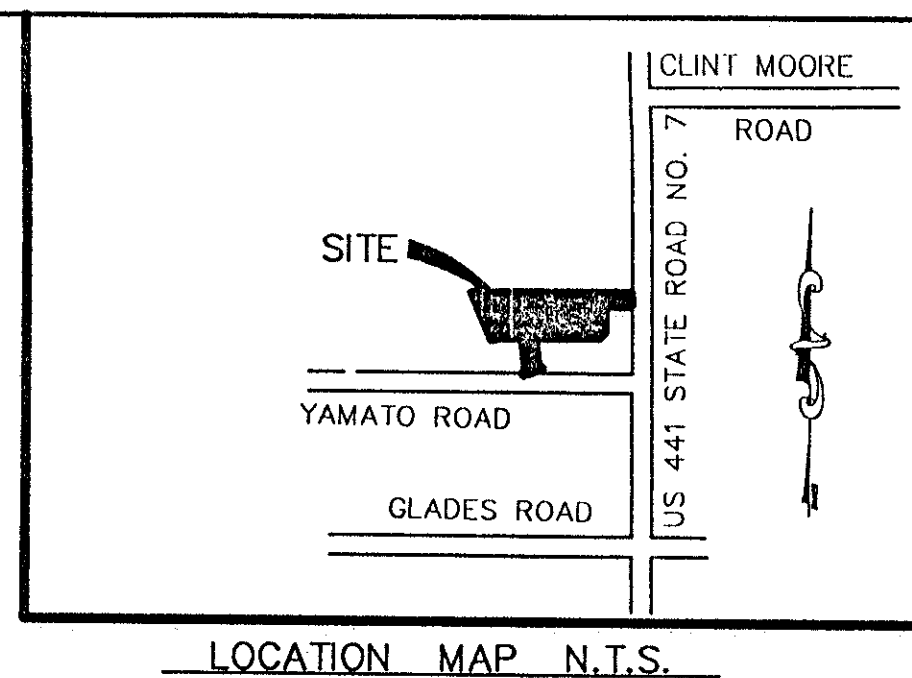 CLINT MOORE
ROAD
US 441 STATE ROAD NO. 7
SITE
YAMATO ROAD
GLADES ROAD
LOCATION MAP N.T.S.